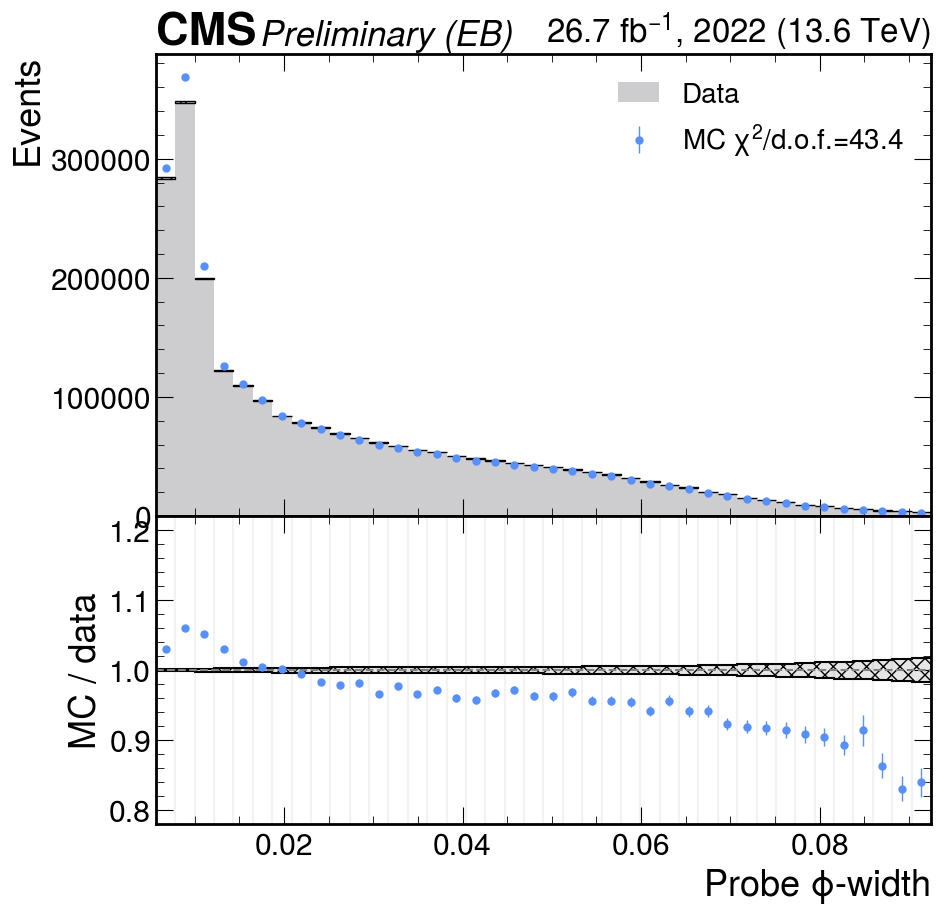 CMS Preliminary (EB) 26.7 fb⁻¹, 2022 (13.6 TeV)
Events
Data
MC χ²/d.o.f.=43.4
300000
200000
100000
0
1.2
1.1
1.0
0.9
0.8
MC / data
0.02 0.04 0.06 0.08
Probe ϕ-width